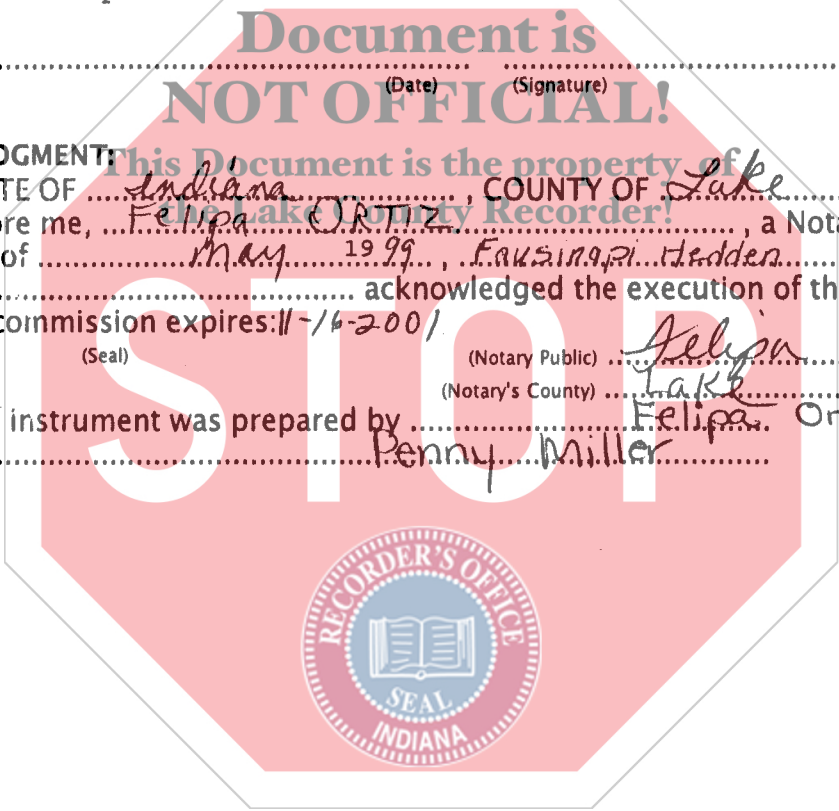 Document is
(Date) (Signature)
NOT OFFICIAL!
OGMENT:
This Document is the property of
TE OF Indiana, COUNTY OF Lake
the Lake County Recorder!
ore me, Felipa ORTIZ, a Nota
of May 1999, Hedden
acknowledged the execution of th
commission expires: 11-16-2001
(Seal) (Notary Public) Felipa
(Notary's County) Lake
instrument was prepared by Felipa Or
Penny Miller
STOP
RECORDER'S OFFICE
SEAL
INDIANA